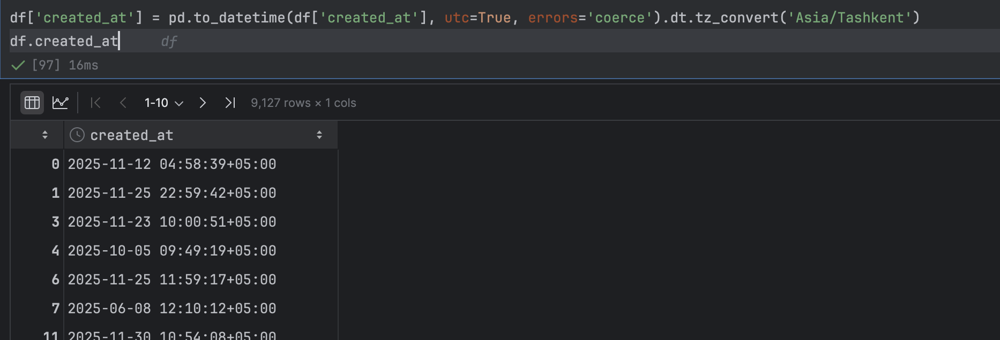 df['created_at'] = pd.to_datetime(df['created_at'], utc=True, errors='coerce').dt.tz_convert('Asia/Tashkent')
df.created_at df
[97] 16ms
1-10 9,127 rows × 1 cols
created_at
0 2025-11-12 04:58:39+05:00
1 2025-11-25 22:59:42+05:00
3 2025-11-23 10:00:51+05:00
4 2025-10-05 09:49:19+05:00
6 2025-11-25 11:59:17+05:00
7 2025-06-08 12:10:12+05:00
11 2025-11-30 10:54:08+05:00